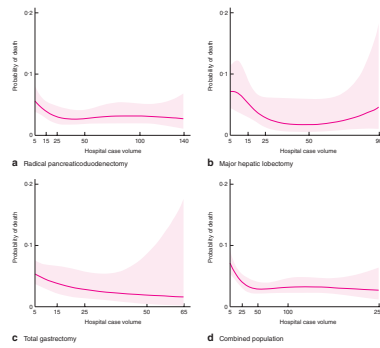 0·2
Probability of death
0·1
0
5 15 25 50 100 140
Hospital case volume
a Radical pancreaticoduodenectomy
0·2
Probability of death
0·1
0
5 15 25 50 90
Hospital case volume
b Major hepatic lobectomy
0·2
Probability of death
0·1
0
5 15 25 50 65
Hospital case volume
c Total gastrectomy
0·2
Probability of death
0·1
0
5 25 50 100
Hospital case volume
d Combined population